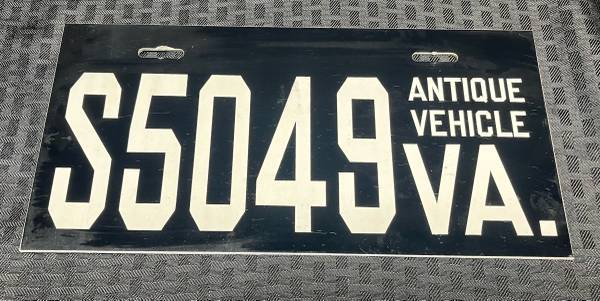 S5049
ANTIQUE
VEHICLE
VA.